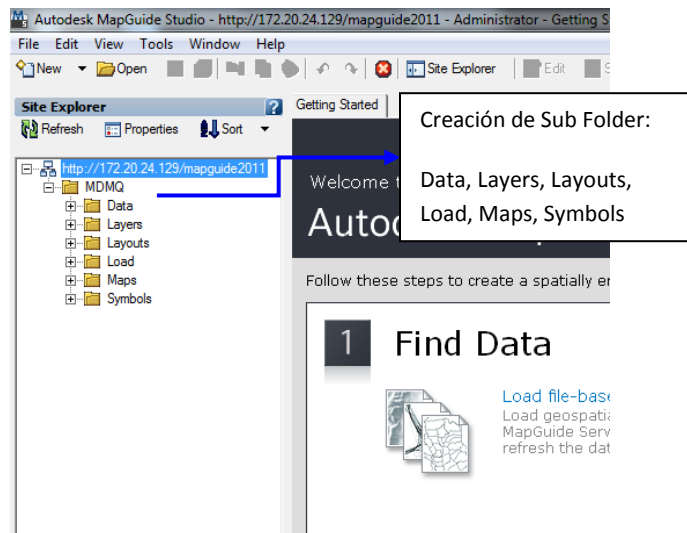 Autodesk MapGuide Studio - http://172.20.24.129/mapguide2011 - Administrator - Getting S
File Edit View Tools Window Help
New Open Site Explorer Edit S
Site Explorer
Refresh Properties Sort
http://172.20.24.129/mapguide2011
MDMQ
Data
Layers
Layouts
Load
Maps
Symbols
Getting Started
Creación de Sub Folder:
Data, Layers, Layouts,
Load, Maps, Symbols
Welcome
Auto
Follow these steps to create a spatially
1 Find Data
Load file-base
Load geospati
MapGuide Serv
refresh the dat